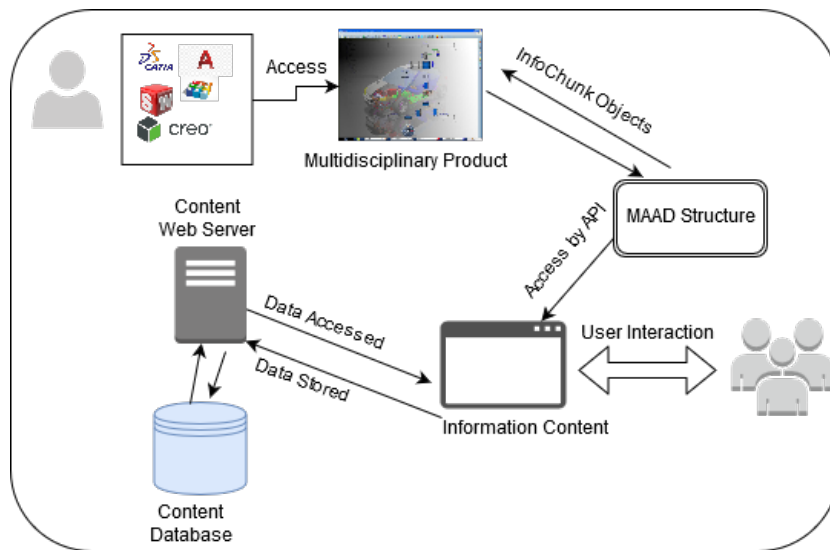 CATIA
A
SW
creo
Access
Multidisciplinary Product
InfoChunk Objects
MAAD Structure
Access by API
Content
Web Server
Data Accessed
Data Stored
User Interaction
Information Content
Content
Database